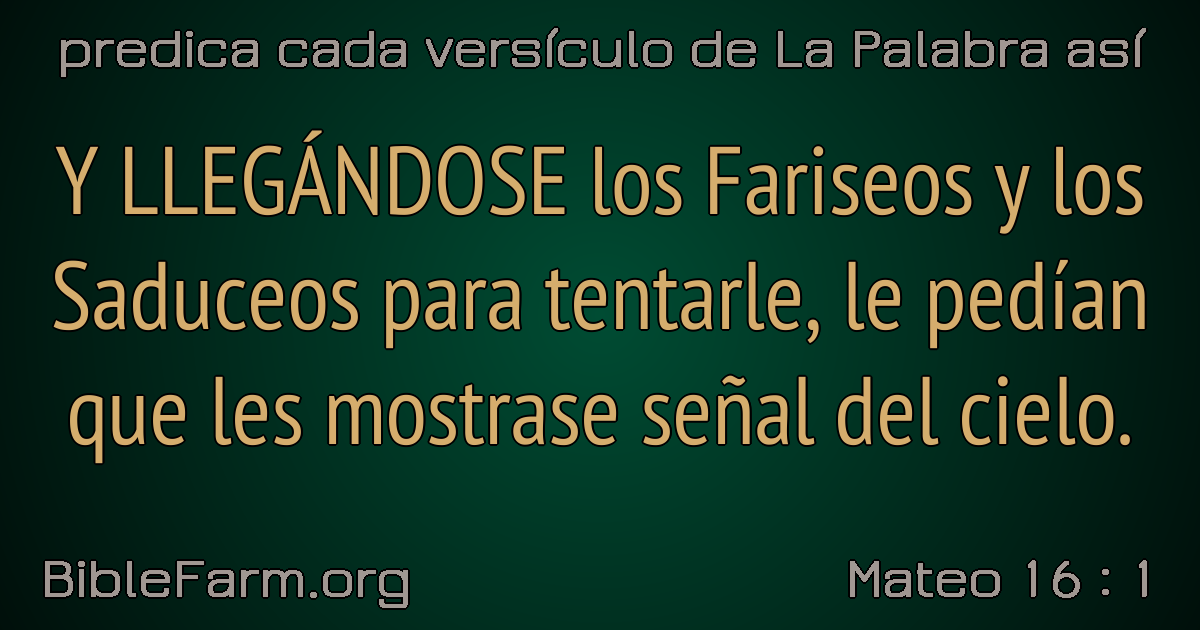 predica cada versículo de La Palabra así
Y LLEGÁNDOSE los Fariseos y los
Saduceos para tentarle, le pedían
que les mostrase señal del cielo.
BibleFarm.org
Mateo 16 : 1